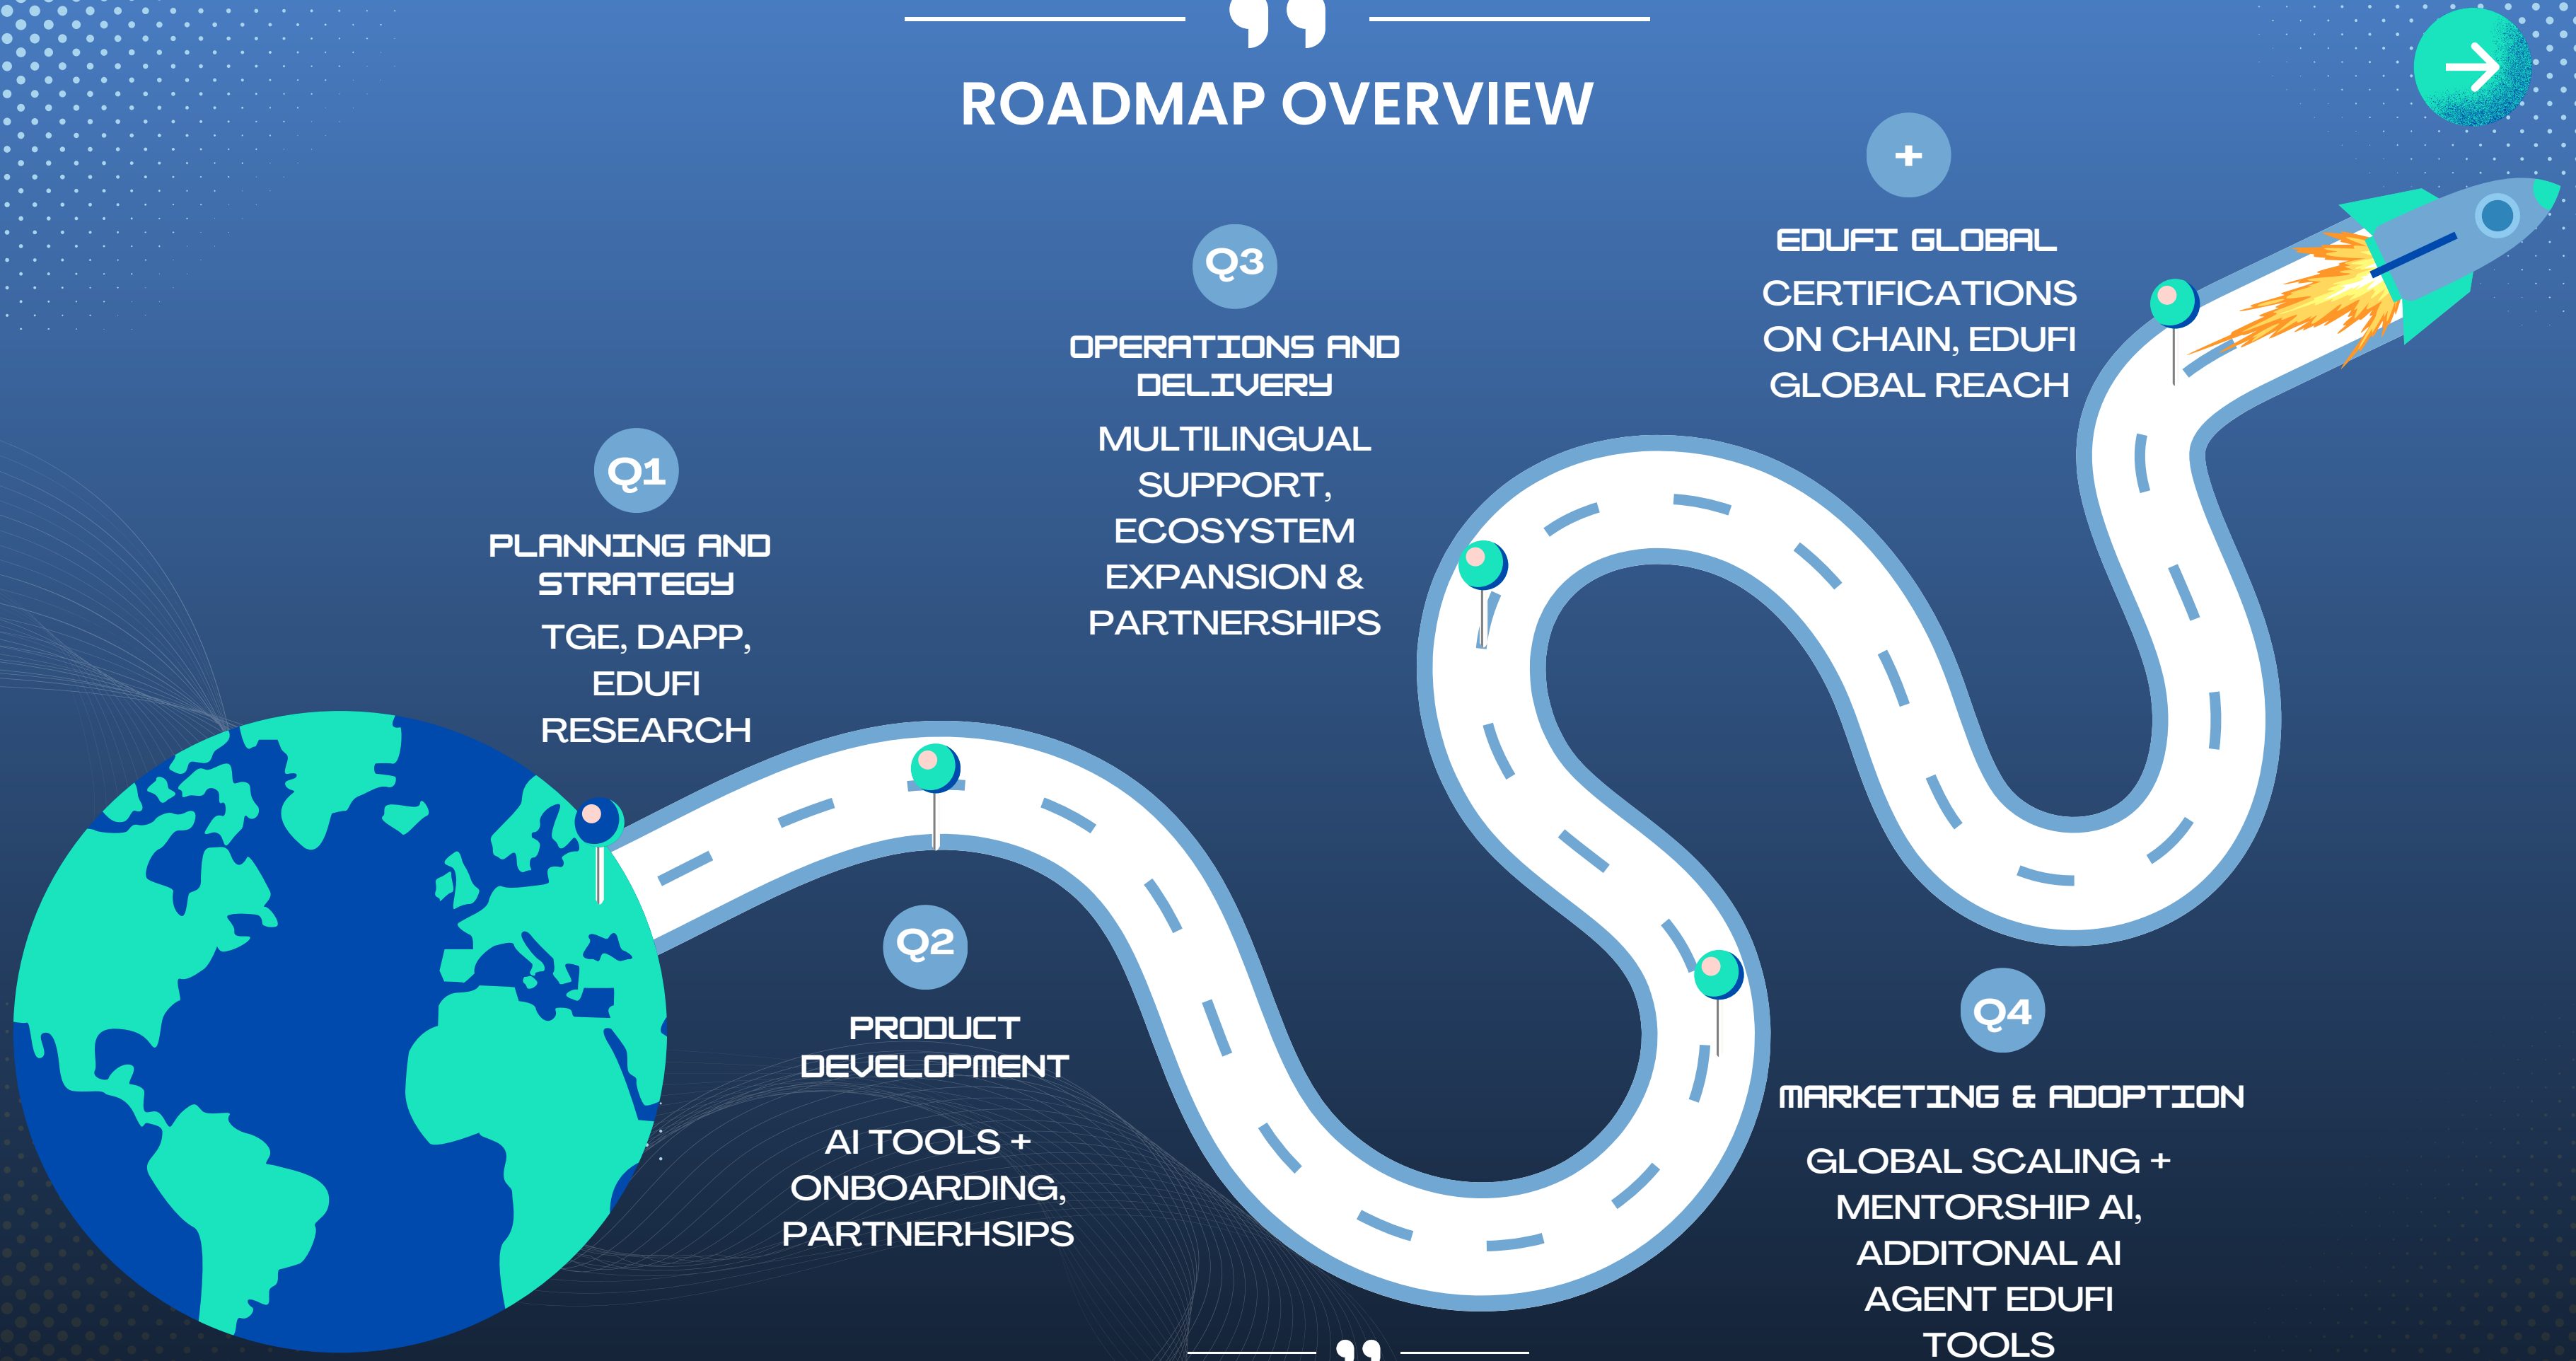 ROADMAP OVERVIEW
Q1
PLANNING AND
STRATEGY
TGE, DAPP,
EDUFI
RESEARCH
Q2
PRODUCT
DEVELOPMENT
AI TOOLS +
ONBOARDING,
PARTNERHSIPS
Q3
OPERATIONS AND
DELIVERY
MULTILINGUAL
SUPPORT,
ECOSYSTEM
EXPANSION &
PARTNERSHIPS
Q4
MARKETING & ADOPTION
GLOBAL SCALING +
MENTORSHIP AI,
ADDITONAL AI
AGENT EDUFI
TOOLS
+
EDUFI GLOBAL
CERTIFICATIONS
ON CHAIN, EDUFI
GLOBAL REACH